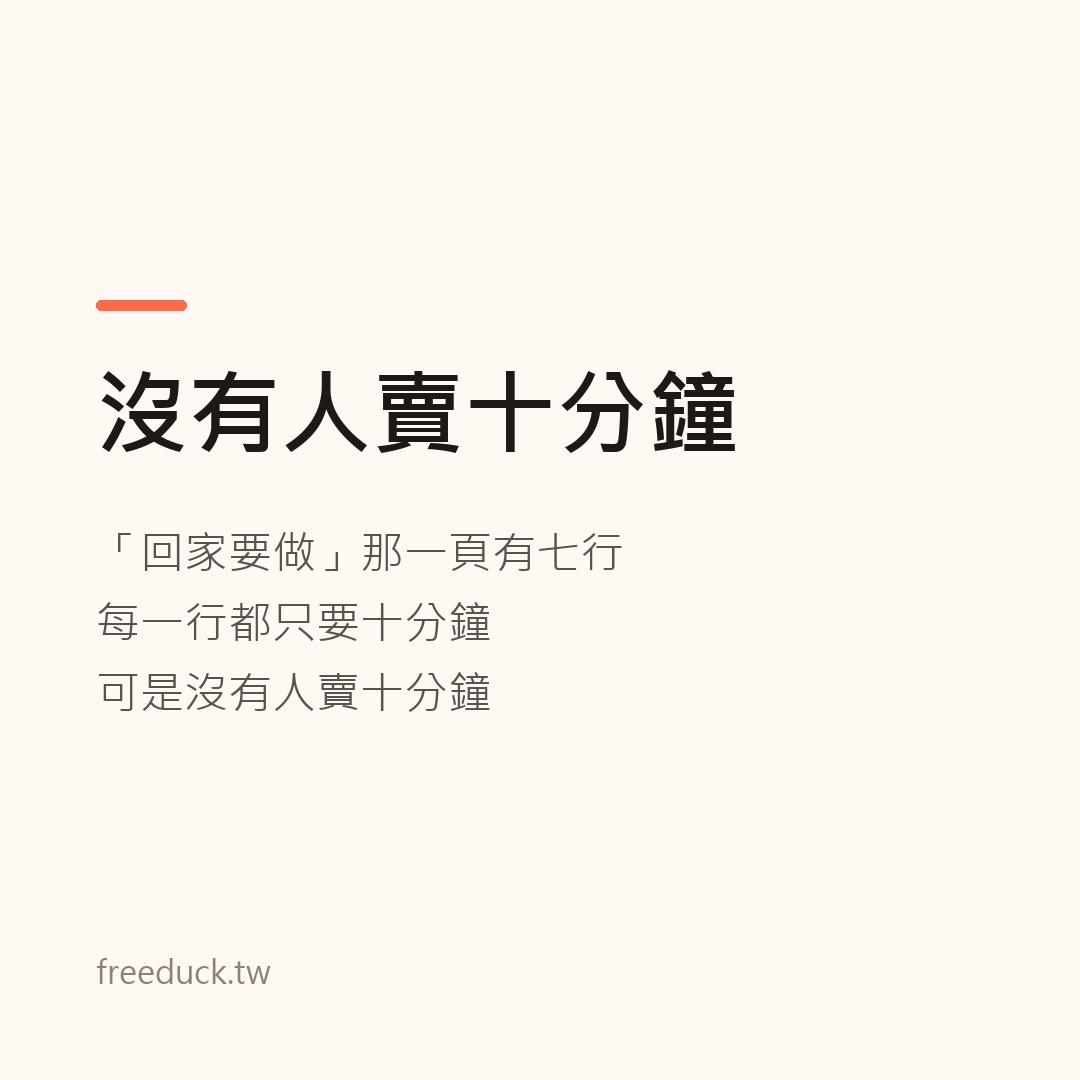 沒有人賣十分鐘
「回家要做」那一頁有七行
每一行都只要十分鐘
可是沒有人賣十分鐘
freeduck.tw